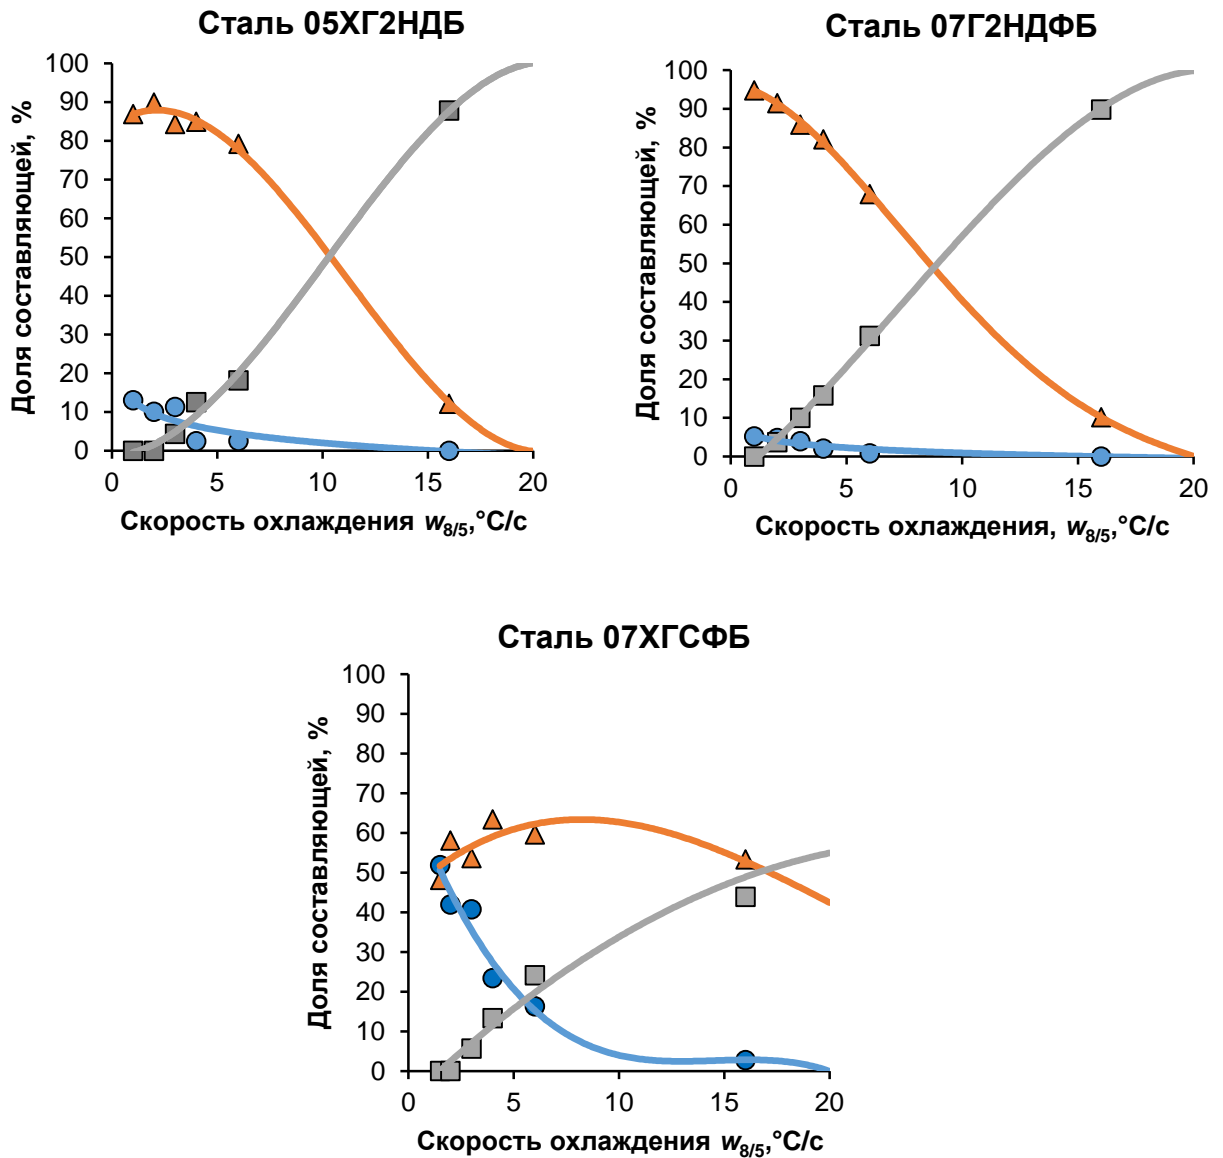 Сталь 05ХГ2НДБ
Доля составляющей, %
100
90
80
70
60
50
40
30
20
10
0
0 5 10 15 20
Скорость охлаждения w8/5,°С/с
Сталь 07Г2НДФБ
Доля составляющей, %
100
90
80
70
60
50
40
30
20
10
0
0 5 10 15 20
Скорость охлаждения, w8/5,°С/с
Сталь 07ХГСФБ
Доля составляющей, %
100
90
80
70
60
50
40
30
20
10
0
0 5 10 15 20
Скорость охлаждения w8/5,°С/с